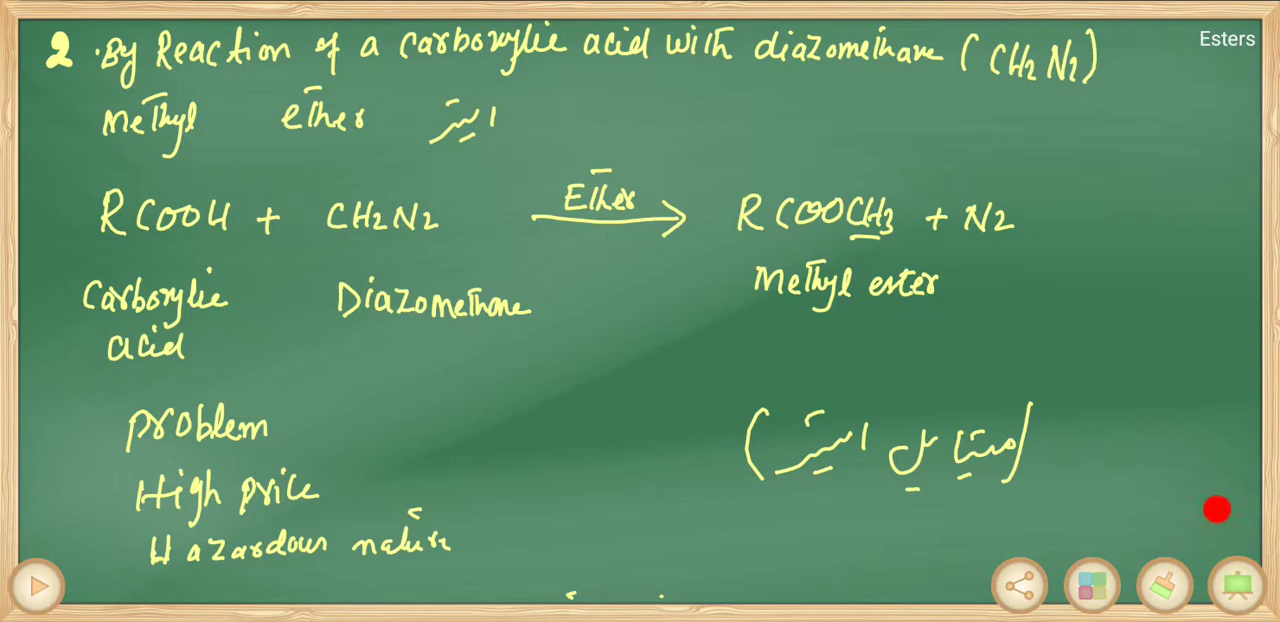 Esters
2. By Reaction of a carboxylic acid with diazomethane (CH2N2)
Methyl ether ایسٹر
RCOOH + CH2N2 Ether → RCOOCH3 + N2
Carboxylic acid Diazomethane Methyl ester
Problem
High price (میتھائل ایسٹر)
Hazardous nature